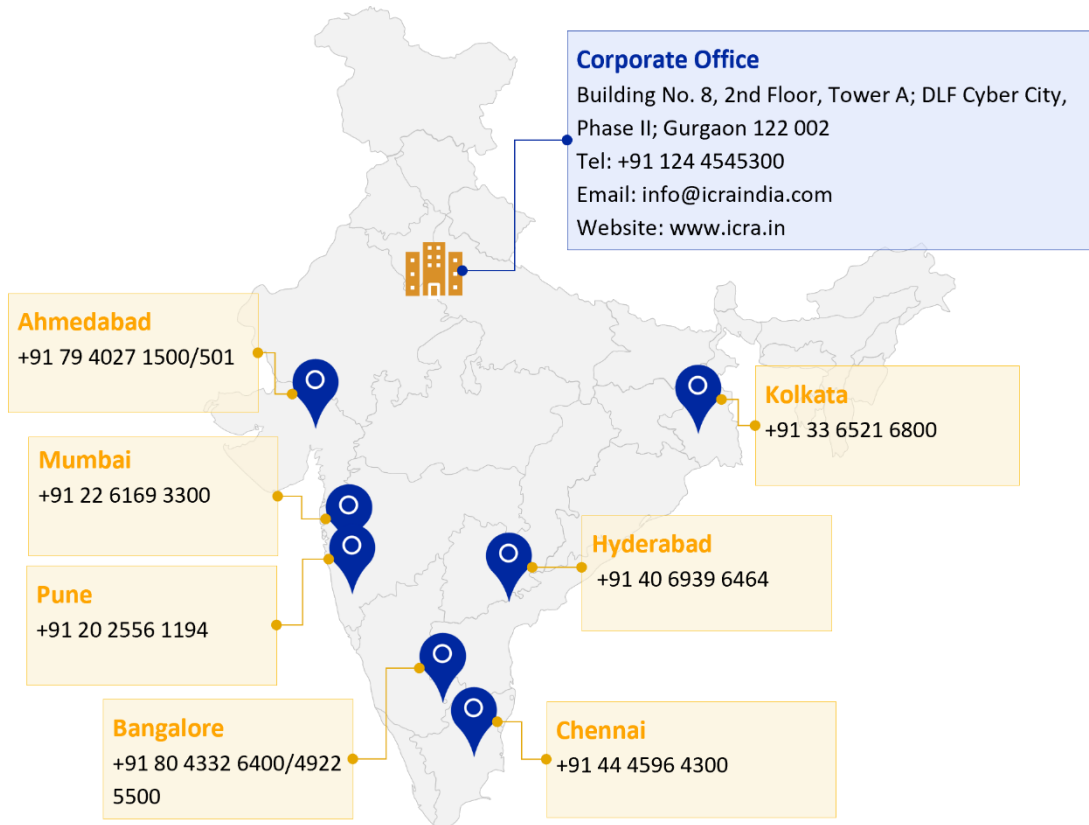 Corporate Office
Building No. 8, 2nd Floor, Tower A; DLF Cyber City,
Phase II; Gurgaon 122 002
Tel: +91 124 4545300
Email: info@icraindia.com
Website: www.icra.in
Ahmedabad
+91 79 4027 1500/501
Kolkata
+91 33 6521 6800
Mumbai
+91 22 6169 3300
Hyderabad
+91 40 6939 6464
Pune
+91 20 2556 1194
Bangalore
+91 80 4332 6400/4922
5500
Chennai
+91 44 4596 4300